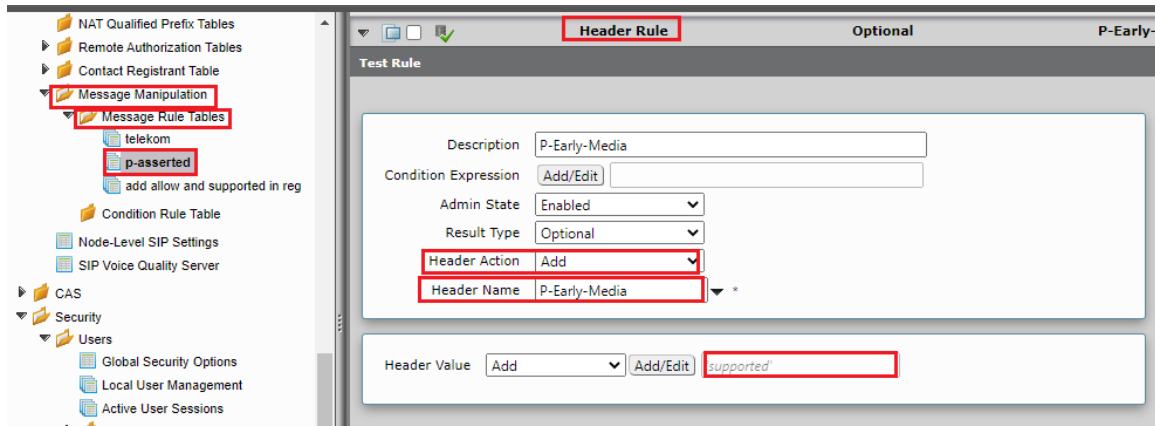 NAT Qualified Prefix Tables
Remote Authorization Tables
Contact Registrant Table
Message Manipulation
Message Rule Tables
telekom
p-asserted
add allow and supported in reg
Condition Rule Table
Node-Level SIP Settings
SIP Voice Quality Server
CAS
Security
Users
Global Security Options
Local User Management
Active User Sessions
Header Rule Optional P-Early-
Test Rule
Description P-Early-Media
Condition Expression Add/Edit
Admin State Enabled
Result Type Optional
Header Action Add
Header Name P-Early-Media *
Header Value Add Add/Edit 'supported'